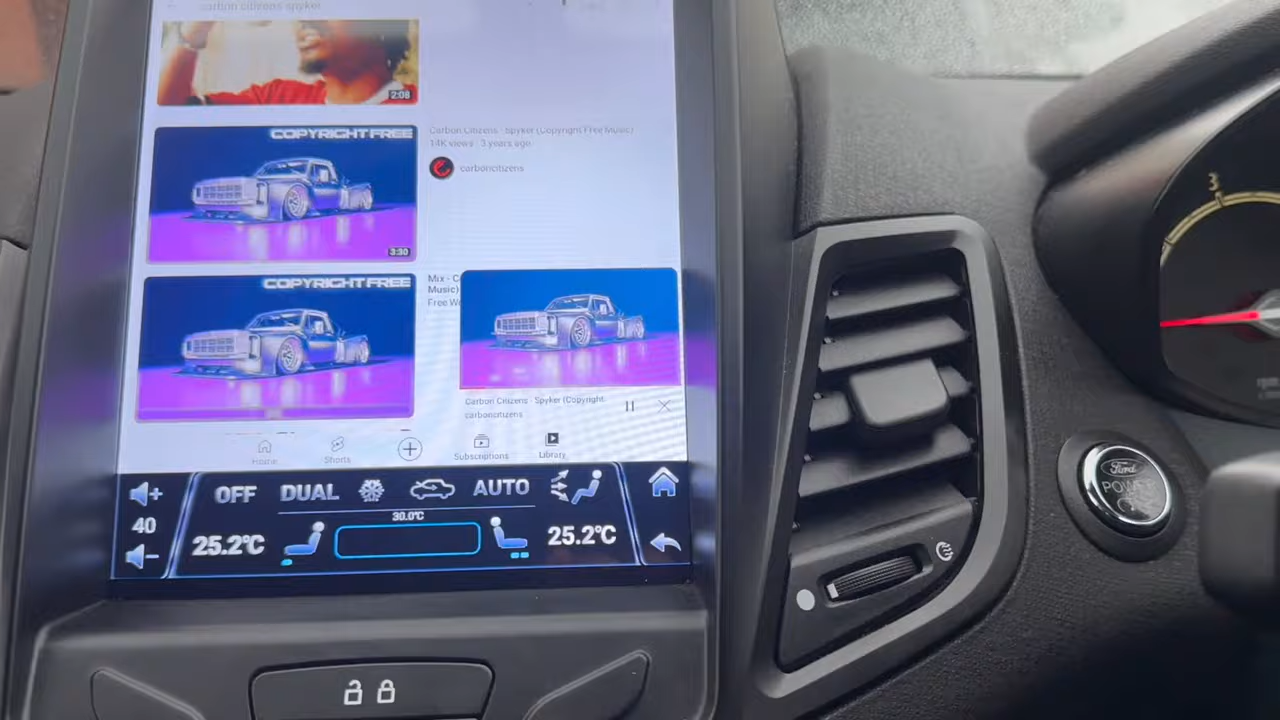 carbon citizens spyker
2:08
COPYRIGHT FREE
3:30
Carbon Citizens - Spyker (Copyright Free Music)
14K views · 3 years ago
carboncitizens
COPYRIGHT FREE
Mix - C
Music)
Free
Carbon Citizens - Spyker (Copyright
carboncitizens
Home
Shorts
Subscriptions
Library
40
OFF
DUAL
AUTO
30.0℃
25.2℃
25.2℃
3
Ford
POWER